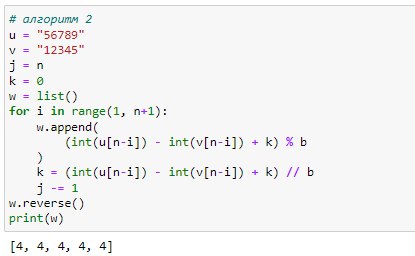 # алгоритм 2
u = "56789"
v = "12345"
j = n
k = 0
w = list()
for i in range(1, n+1):
    w.append(
        (int(u[n-i]) - int(v[n-i]) + k) % b
    )
    k = (int(u[n-i]) - int(v[n-i]) + k) // b
    j -= 1
w.reverse()
print(w)
[4, 4, 4, 4, 4]